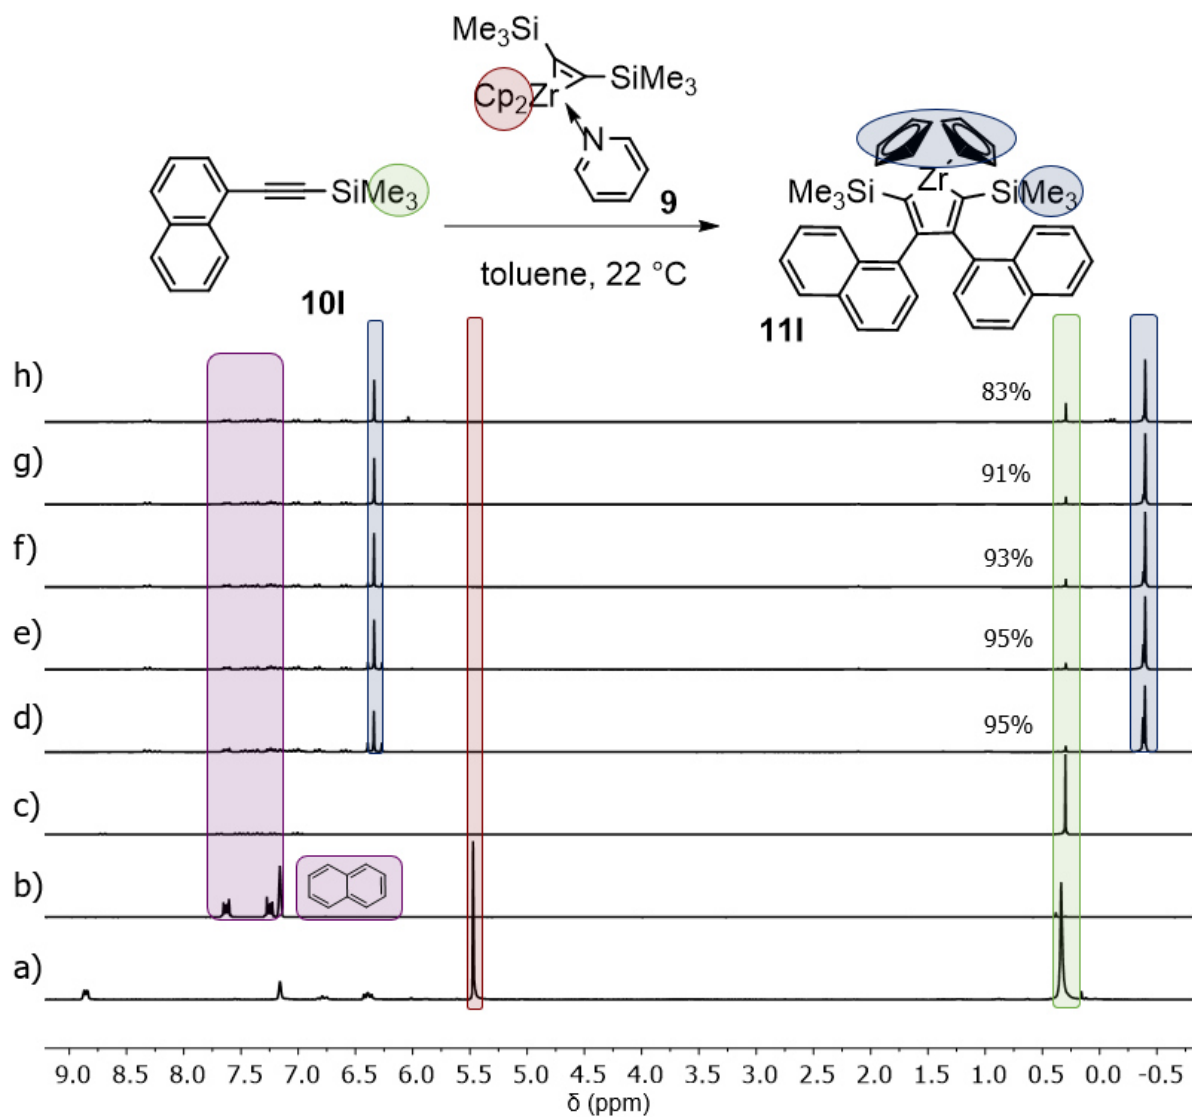 Me3Si
SiMe3
Cp2Zr
N
9
SiMe3
10l
toluene, 22 °C
Zr
Me3Si
SiMe3
11l
h)
83%
g)
91%
f)
93%
e)
95%
d)
95%
c)
b)
a)
9.0 8.5 8.0 7.5 7.0 6.5 6.0 5.5 5.0 4.5 4.0 3.5 3.0 2.5 2.0 1.5 1.0 0.5 0.0 -0.5
δ (ppm)